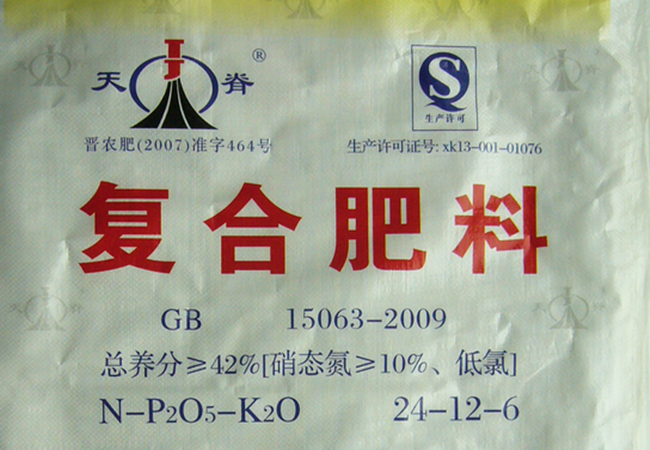 天脊®
生产许可
晋农肥(2007)准字464号
生产许可证号: xk13-001-01076
复合肥料
GB 15063-2009
总养分≥42%[硝态氮≥10%、低氯]
N-P2O5-K2O 24-12-6